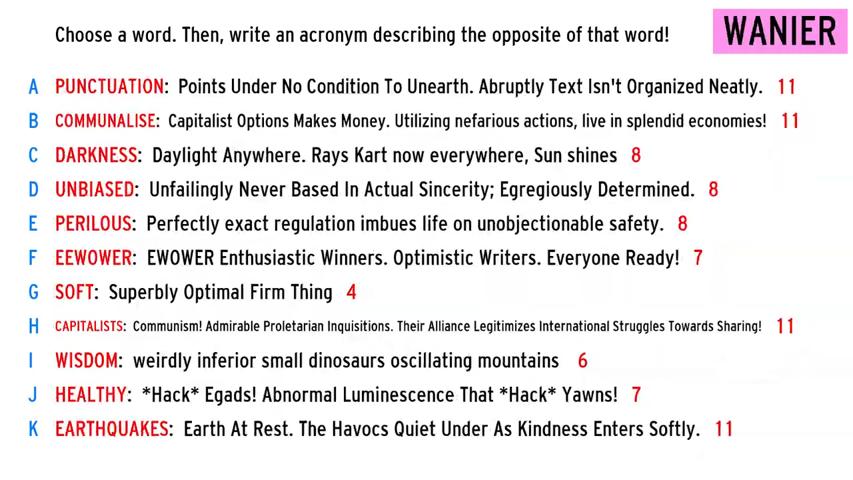 Choose a word. Then, write an acronym describing the opposite of that word!
WANIER
A PUNCTUATION: Points Under No Condition To Unearth. Abruptly Text Isn't Organized Neatly. 11
B COMMUNALISE: Capitalist Options Makes Money. Utilizing nefarious actions, live in splendid economies! 11
C DARKNESS: Daylight Anywhere. Rays Kart now everywhere, Sun shines 8
D UNBIASED: Unfailingly Never Based In Actual Sincerity; Egregiously Determined. 8
E PERILOUS: Perfectly exact regulation imbues life on unobjectionable safety. 8
F EEWOWER: EWOWER Enthusiastic Winners. Optimistic Writers. Everyone Ready! 7
G SOFT: Superbly Optimal Firm Thing 4
H CAPITALISTS: Communism! Admirable Proletarian Inquisitions. Their Alliance Legitimizes International Struggles Towards Sharing! 11
I WISDOM: weirdly inferior small dinosaurs oscillating mountains 6
J HEALTHY: *Hack* Egads! Abnormal Luminescence That *Hack* Yawns! 7
K EARTHQUAKES: Earth At Rest. The Havocs Quiet Under As Kindness Enters Softly. 11